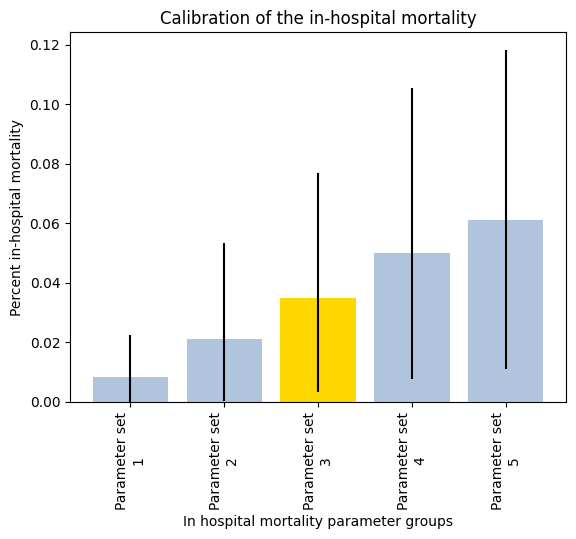 Calibration of the in-hospital mortality
Percent in-hospital mortality
0.12
0.10
0.08
0.06
0.04
0.02
0.00
Parameter set
1
Parameter set
2
Parameter set
3
Parameter set
4
Parameter set
5
In hospital mortality parameter groups